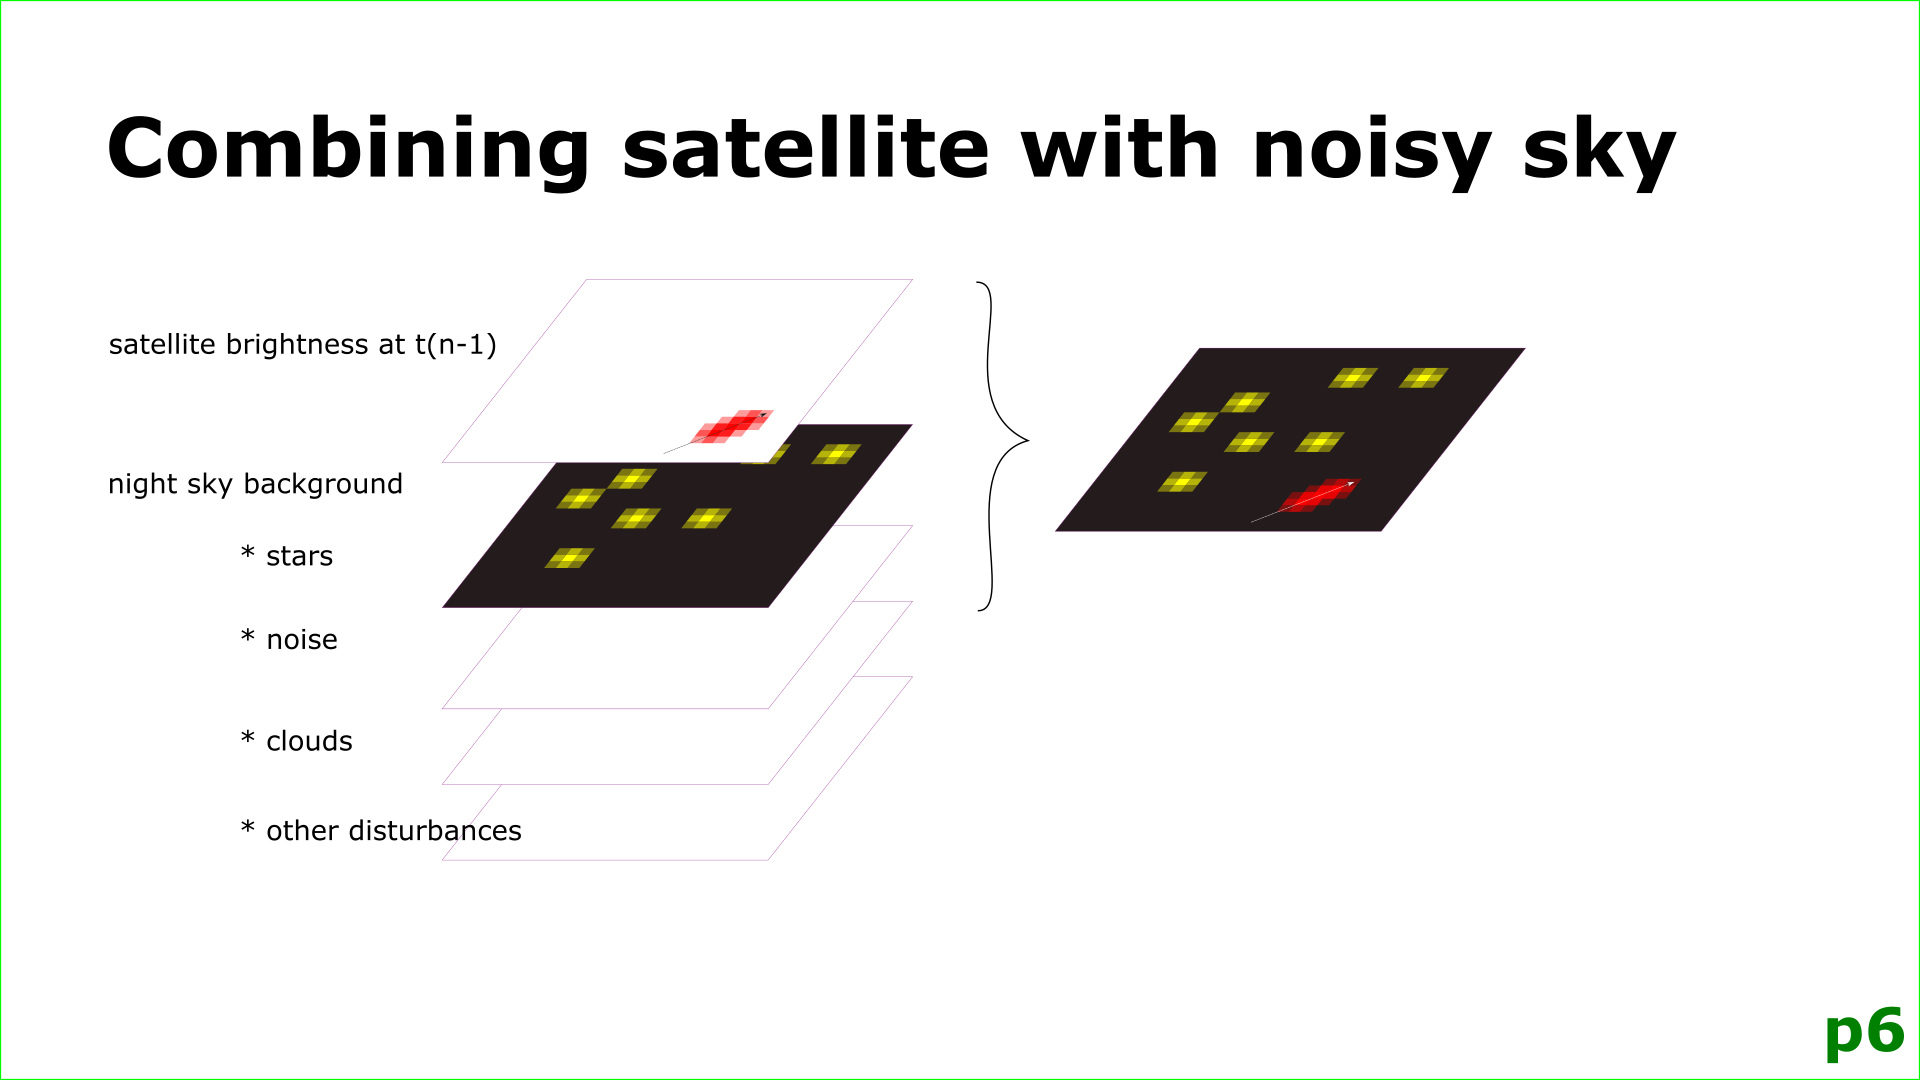 Combining satellite with noisy sky
satellite brightness at t(n-1)
night sky background
* stars
* noise
* clouds
* other disturbances
p6